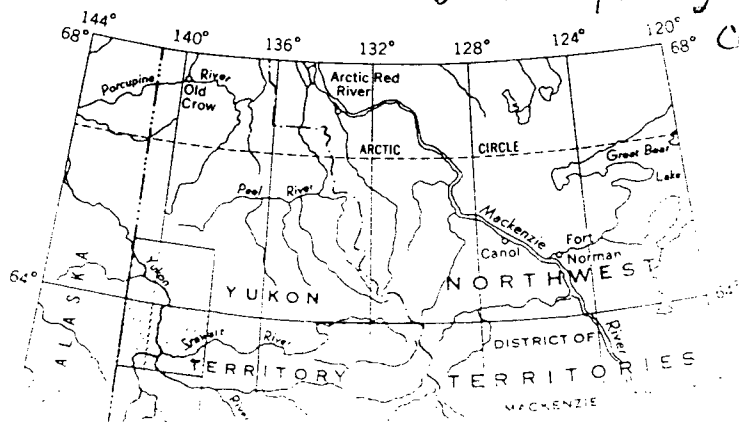 144°
140°
136°
132°
128°
124°
120°
68°
68°
Porcupine River
Old
Crow
Arctic Red
River
ARCTIC CIRCLE
Great Bear
Lake
Peel River
Mackenzie
Fort
Norman
Canol
Yukon
64°
64°
YUKON
NORTHWEST
ALASKA
Stewart River
DISTRICT OF
River
TERRITORY
TERRITORIES
MACKENZIE
River